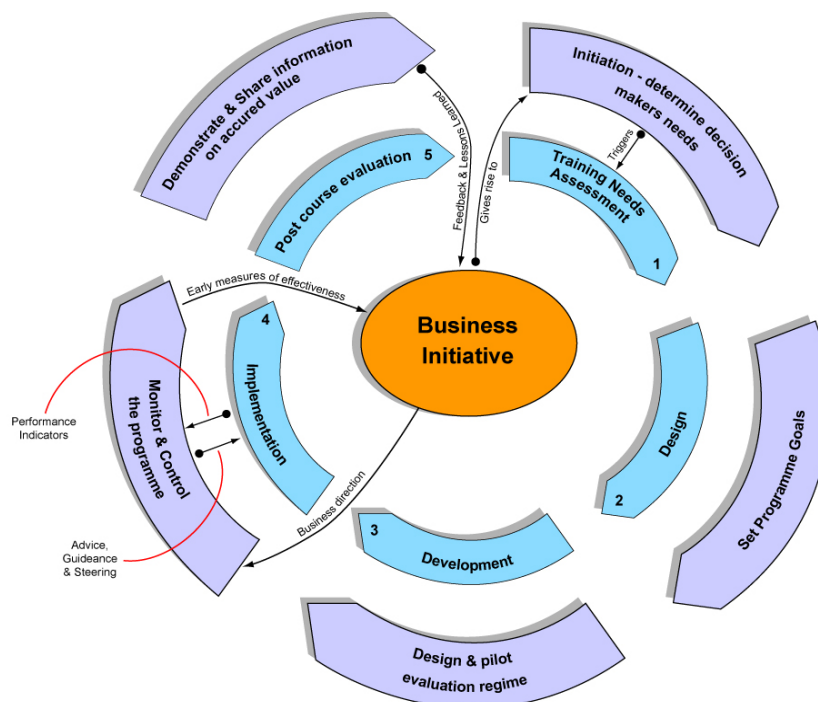 Demonstrate & Share information
on accured value
Initiation - determine decision
makers needs
Feedback & Lessons Learned
Gives rise to
Triggers
Post course evaluation
5
Training Needs
Assessment
1
Early measures of effectiveness
Business
Initiative
4
Implementation
Monitor & Control
the programme
Performance
Indicators
Advice,
Guideance
& Steering
Business direction
Design
2
Set Programme Goals
3
Development
Design & pilot
evaluation regime